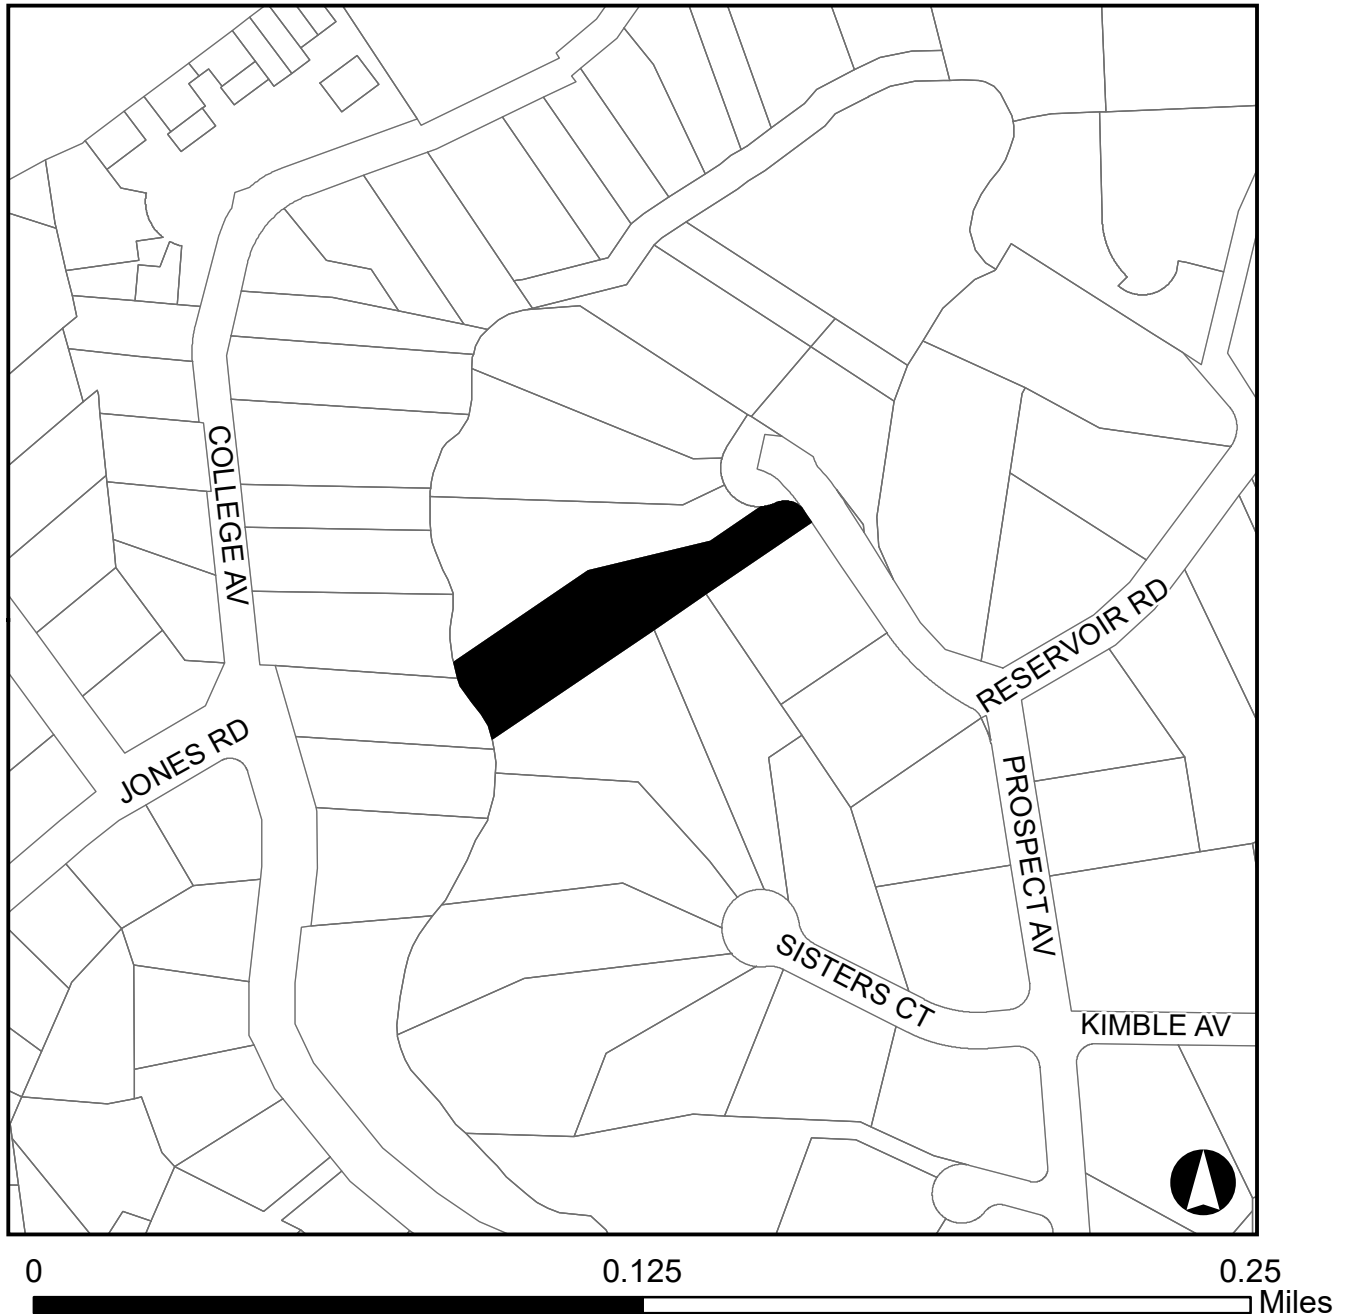 COLLEGE AV
RESERVOIR RD
JONES RD
PROSPECT AV
SISTERS CT
KIMBLE AV
0 0.125 0.25
Miles